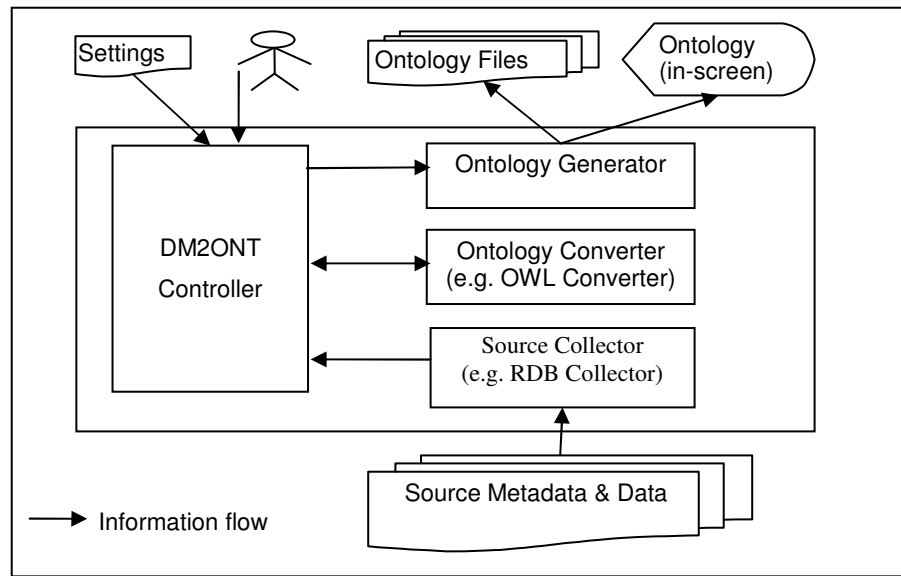 Settings
Ontology Files
Ontology
(in-screen)
Ontology Generator
DM2ONT
Controller
Ontology Converter
(e.g. OWL Converter)
Source Collector
(e.g. RDB Collector)
Source Metadata & Data
Information flow